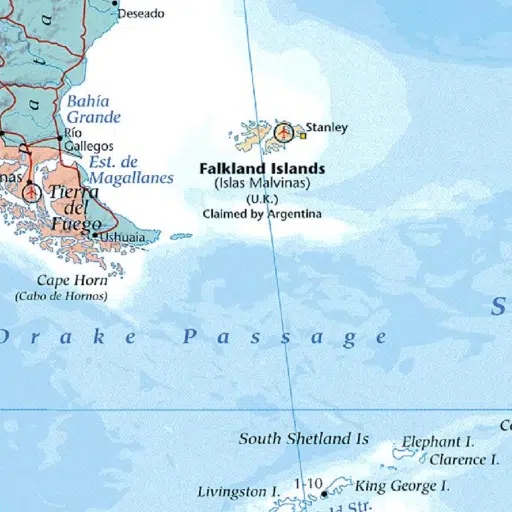 Deseado
P a t a
Bahía
Grande
Río
Gallegos
Est. de
Magallanes
nas
Tierra
del
Fuego
Ushuaia
Cape Horn
(Cabo de Hornos)
Stanley
Falkland Islands
(Islas Malvinas)
(U.K.)
Claimed by Argentina
S
Drake Passage
South Shetland Is
Elephant I.
Clarence I.
1-10
King George I.
Livingston I.
ld Str.